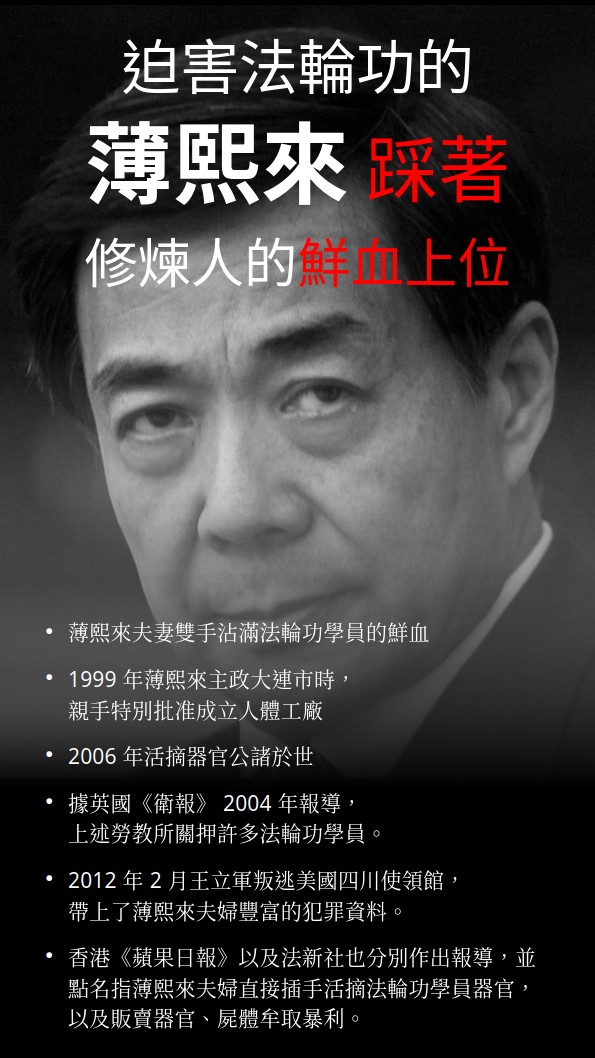 迫害法輪功的
薄熙來 踩著
修煉人的鮮血上位
• 薄熙來夫妻雙手沾滿法輪功學員的鮮血
• 1999 年薄熙來主政大連市時，
親手特別批准成立人體工廠
• 2006 年活摘器官公諸於世
• 據英國《衛報》 2004 年報導，
上述勞教所關押許多法輪功學員。
• 2012 年 2 月王立軍叛逃美國四川使領館，
帶上了薄熙來夫婦豐富的犯罪資料。
• 香港《蘋果日報》以及法新社也分別作出報導，並
點名指薄熙來夫婦直接插手活摘法輪功學員器官，
以及販賣器官、屍體牟取暴利。